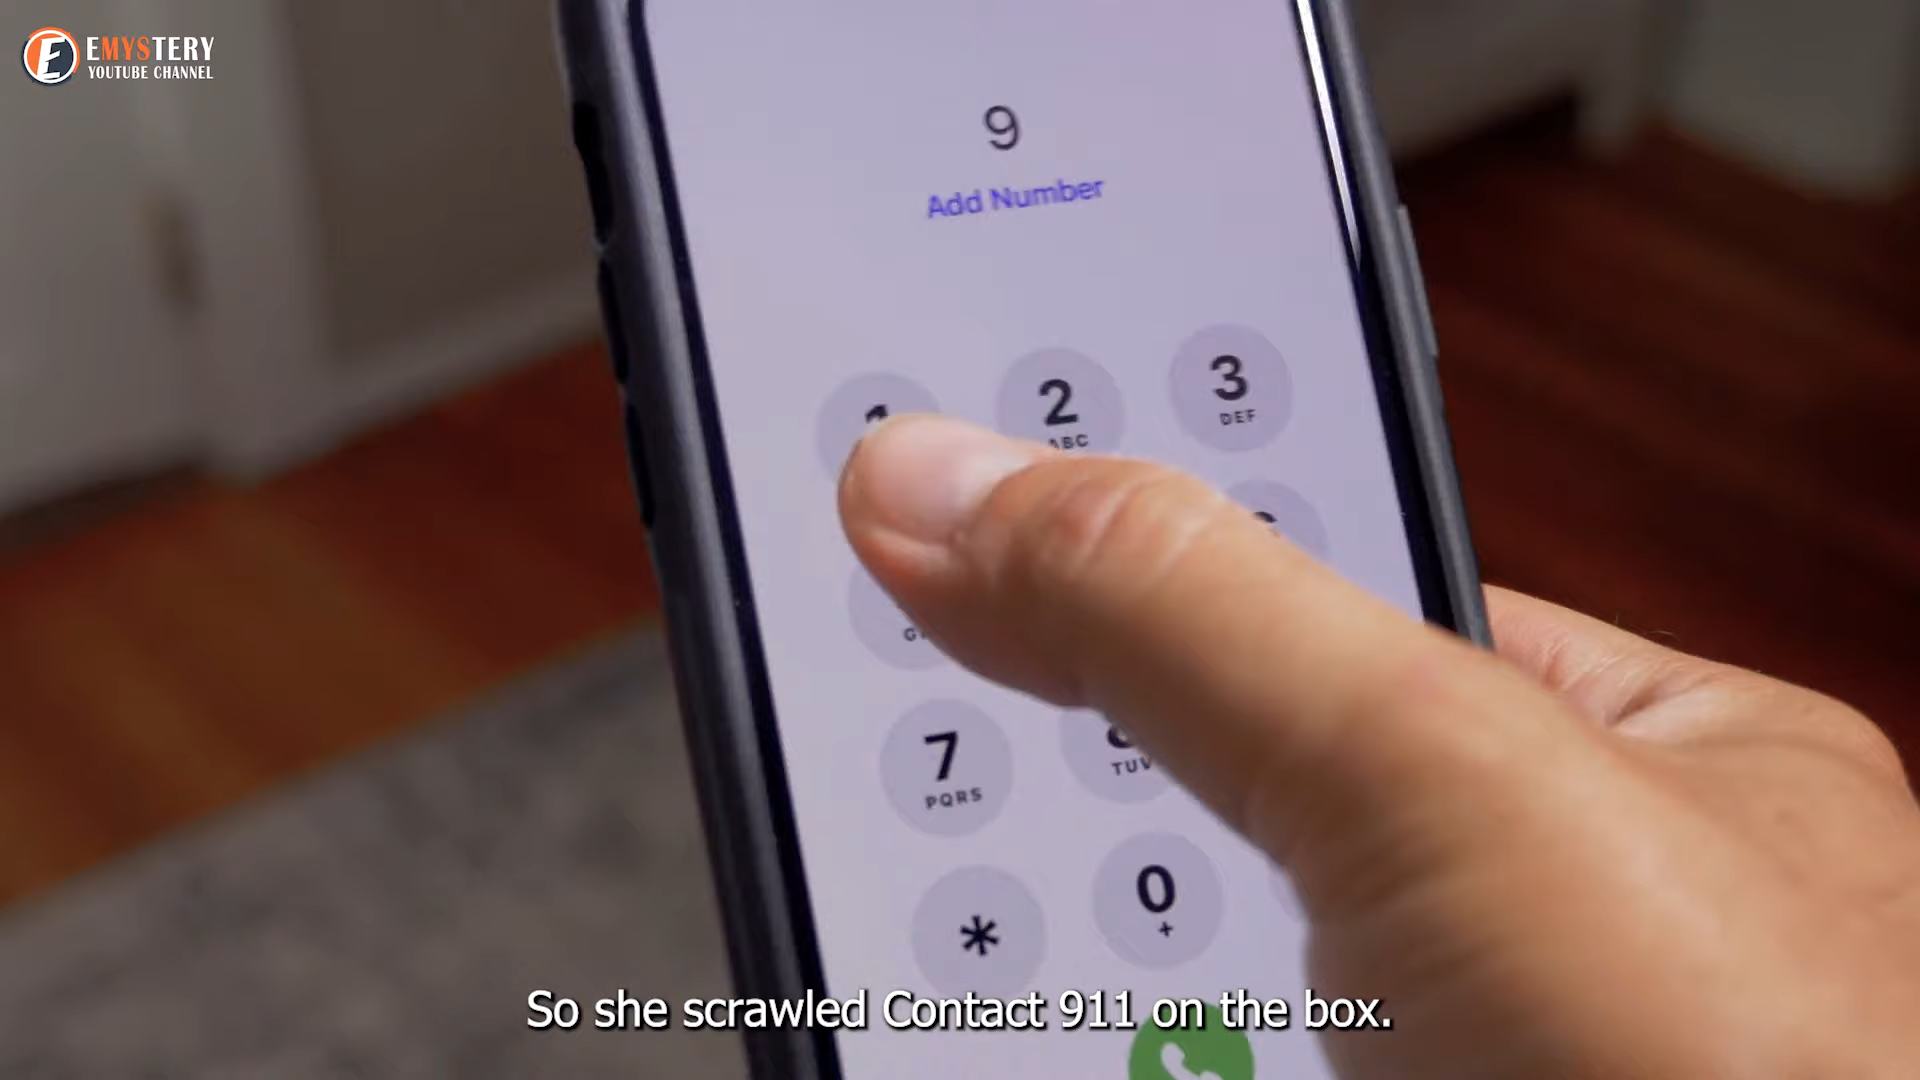 EMYSTERY
YOUTUBE CHANNEL
9
Add Number
1
2
ABC
3
DEF
7
PQRS
TUV
*
0
+
So she scrawled Contact 911 on the box.